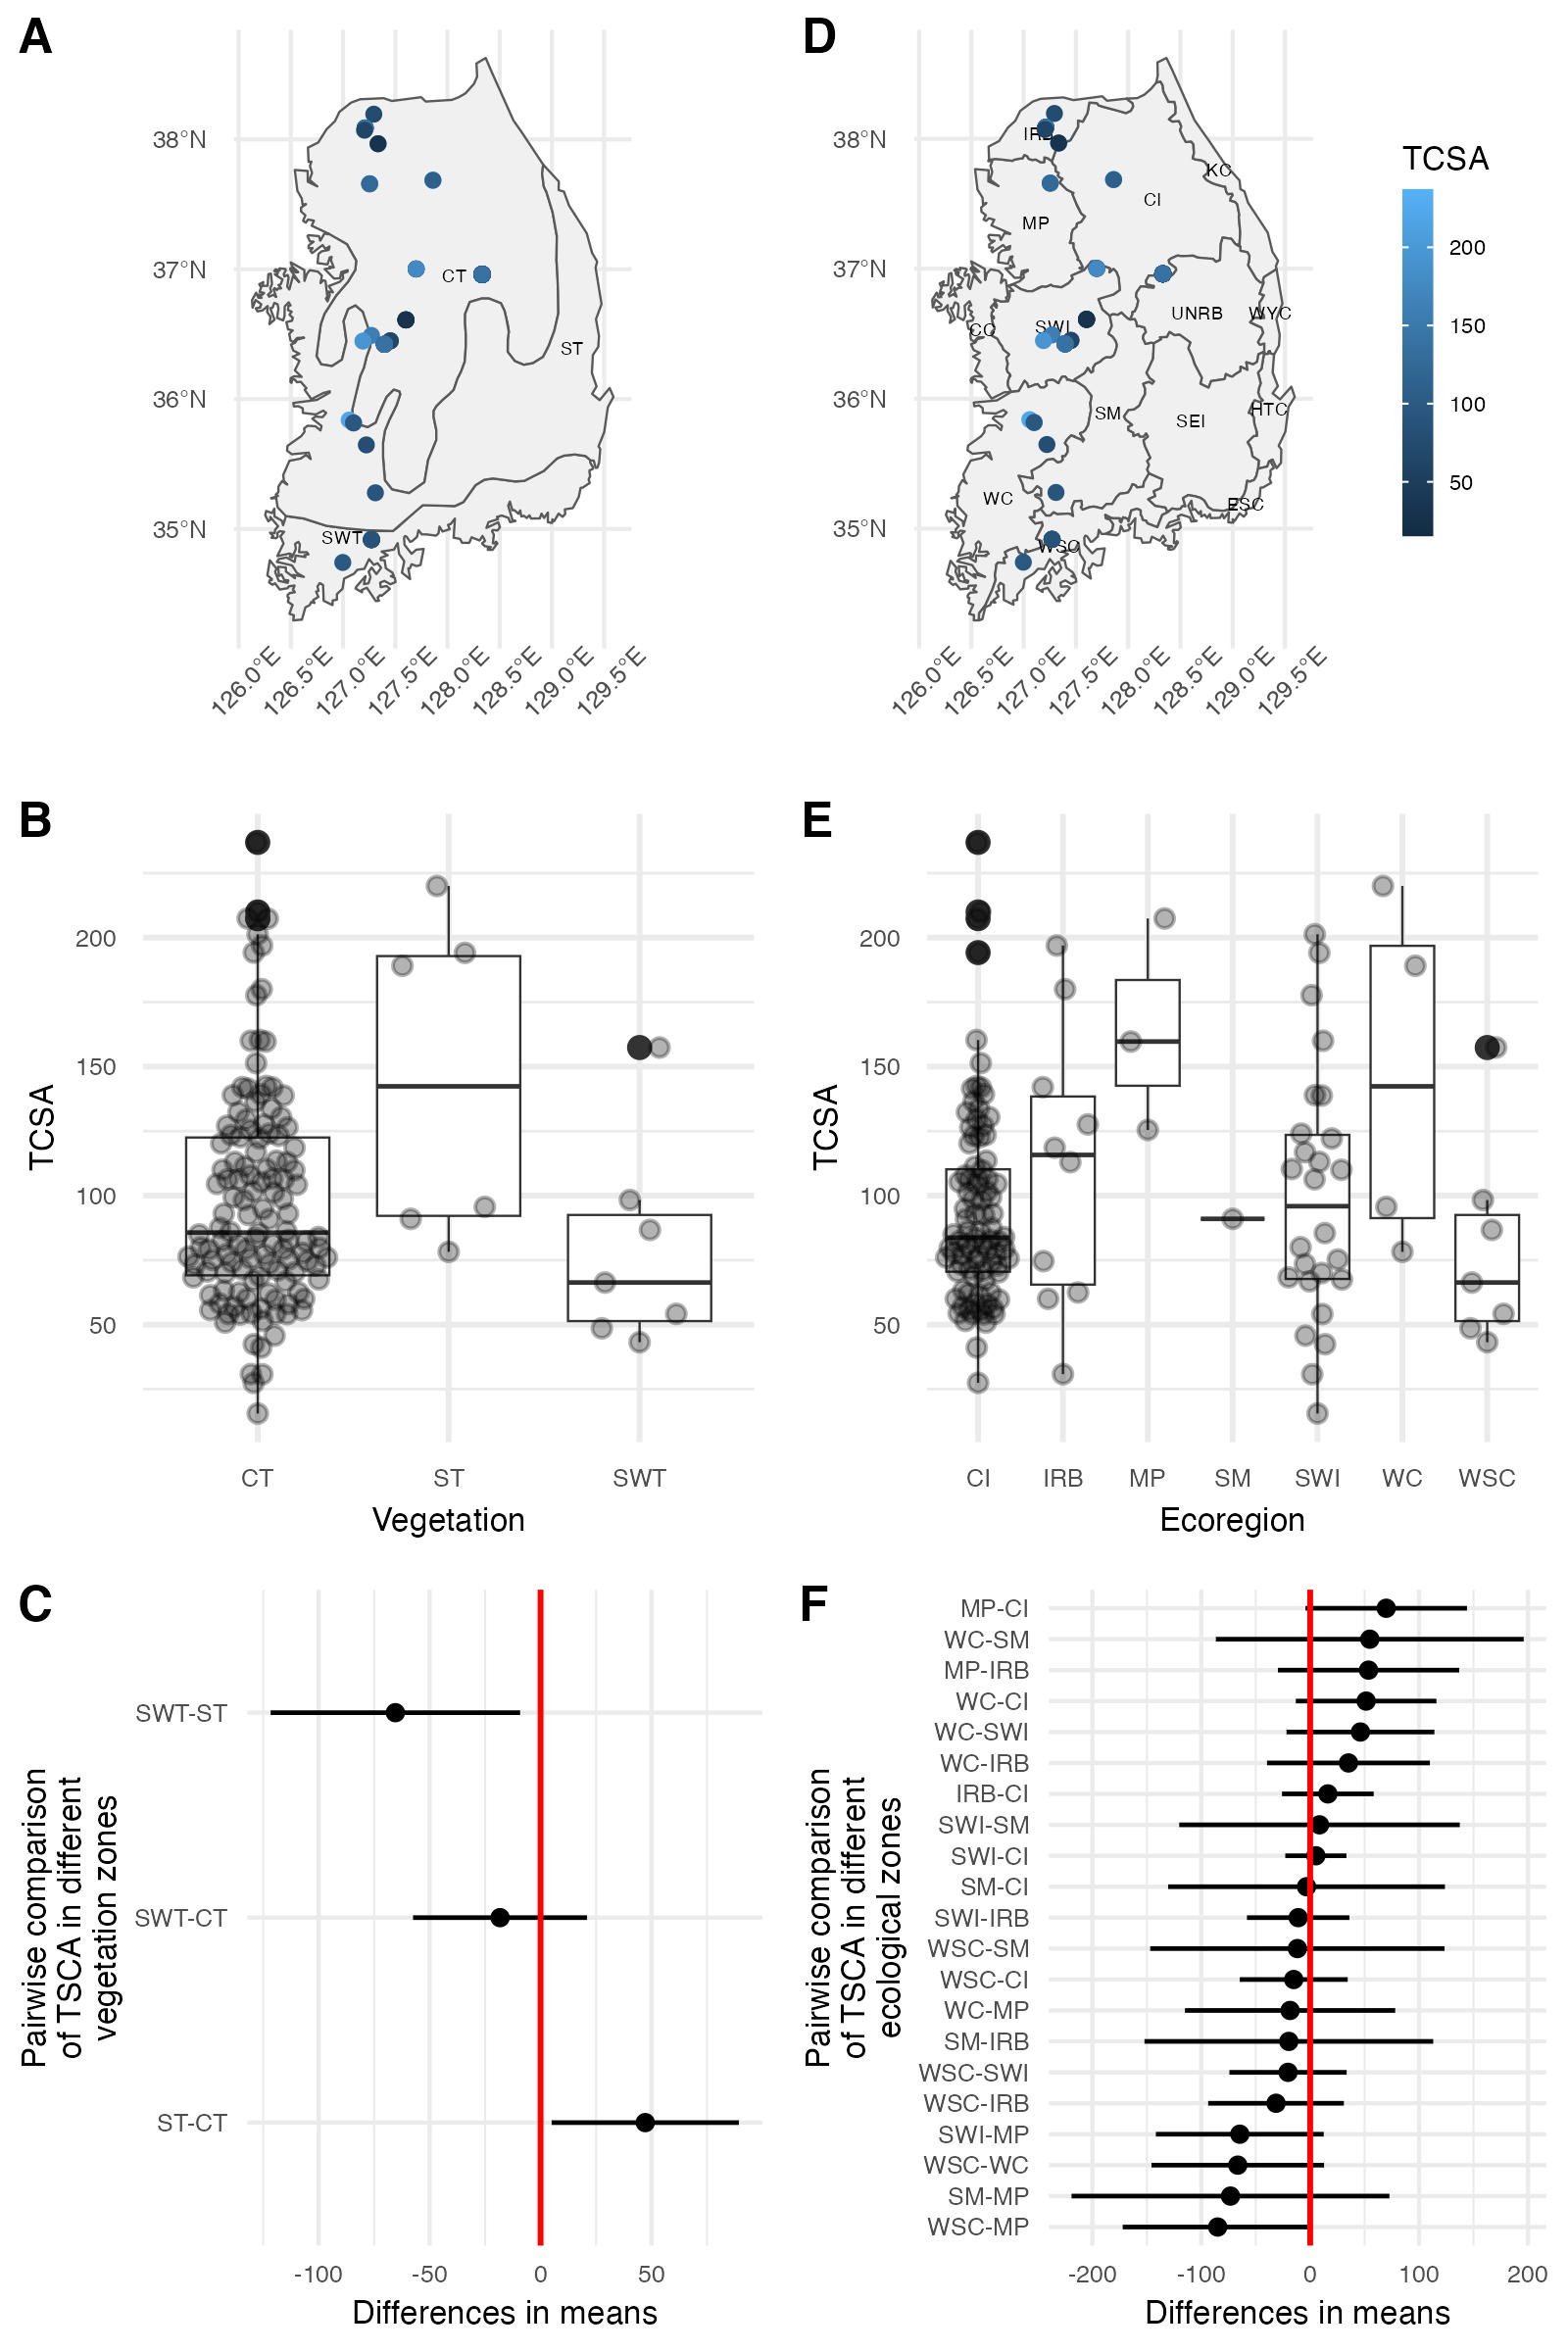 A
38°N
37°N
36°N
35°N
CT
ST
SWT
126.0°E
126.5°E
127.0°E
127.5°E
128.0°E
128.5°E
129.0°E
129.5°E
D
38°N
37°N
36°N
35°N
IRB
KC
CI
MP
UNRB
WYC
CC
SWI
SM
SEI
HTC
WC
ESC
WSC
126.0°E
126.5°E
127.0°E
127.5°E
128.0°E
128.5°E
129.0°E
129.5°E
TCSA
200
150
100
50
B
TCSA
200
150
100
50
CT
ST
SWT
Vegetation
E
TCSA
200
150
100
50
CI
IRB
MP
SM
SWI
WC
WSC
Ecoregion
C
Pairwise comparison
of TSCA in different
vegetation zones
SWT-ST
SWT-CT
ST-CT
-100
-50
0
50
Differences in means
F
Pairwise comparison
of TSCA in different
ecological zones
MP-CI
WC-SM
MP-IRB
WC-CI
WC-SWI
WC-IRB
IRB-CI
SWI-SM
SWI-CI
SM-CI
SWI-IRB
WSC-SM
WSC-CI
WC-MP
SM-IRB
WSC-SWI
WSC-IRB
SWI-MP
WSC-WC
SM-MP
WSC-MP
-200
-100
0
100
200
Differences in means